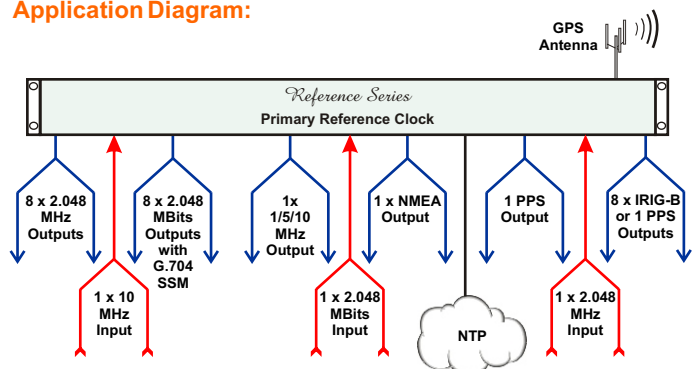 Application Diagram:
GPS
Antenna
Reference Series
Primary Reference Clock
8 x 2.048
MHz
Outputs
8 x 2.048
MBits
Outputs
with
G.704
SSM
1x
1/5/10
MHz
Output
1 x NMEA
Output
1 PPS
Output
8 x IRIG-B
or 1 PPS
Outputs
1 x 10
MHz
Input
1 x 2.048
MBits
Input
NTP
1 x 2.048
MHz
Input